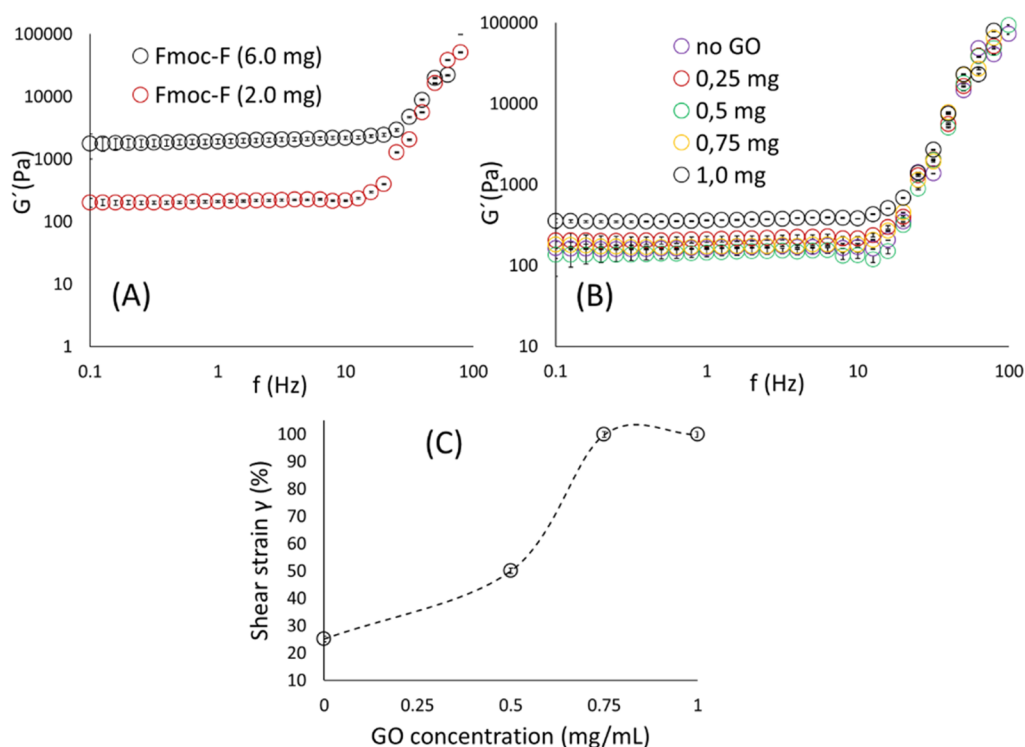 100000
10000
1000
100
10
1
G´(Pa)
Fmoc-F (6.0 mg)
Fmoc-F (2.0 mg)
(A)
0.1
1
10
100
f (Hz)
100000
10000
1000
100
10
G´(Pa)
no GO
0,25 mg
0,5 mg
0,75 mg
1,0 mg
(B)
0.1
1
10
100
f (Hz)
(C)
100
90
80
70
60
50
40
30
20
10
Shear strain γ (%)
0
0.25
0.5
0.75
1
GO concentration (mg/mL)